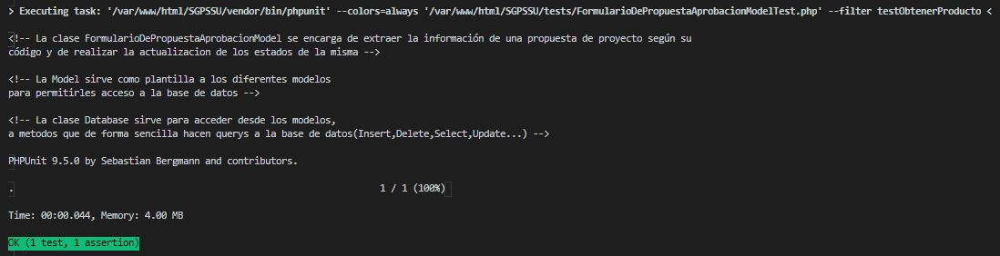 > Executing task: '/var/www/html/SGPSSU/vendor/bin/phpunit' --colors=always '/var/www/html/SGPSSU/tests/FormularioDePropuestaAprobacionModelTest.php' --filter testObtenerProducto <
<!-- La clase FormularioDePropuestaAprobacionModel se encarga de extraer la información de una propuesta de proyecto según su
código y de realizar la actualizacion de los estados de la misma -->
<!-- La Model sirve como plantilla a los diferentes modelos
para permitirles acceso a la base de datos -->
<!-- La clase Database sirve para acceder desde los modelos,
a metodos que de forma sencilla hacen querys a la base de datos(Insert,Delete,Select,Update...) -->
PHPUnit 9.5.0 by Sebastian Bergmann and contributors.
. 1 / 1 (100%)
Time: 00:00.044, Memory: 4.00 MB
OK (1 test, 1 assertion)